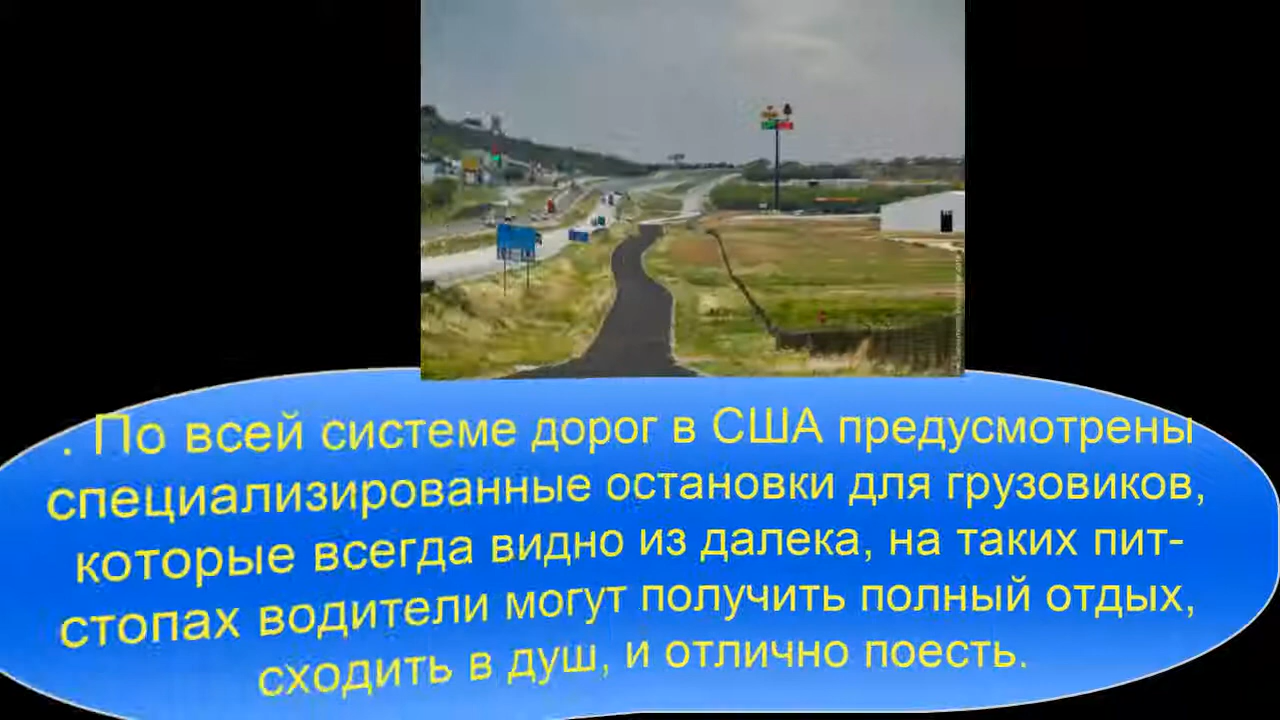 . По всей системе дорог в США предусмотрены
специализированные остановки для грузовиков,
которые всегда видно из далека, на таких пит-
стопах водители могут получить полный отдых,
сходить в душ, и отлично поесть.